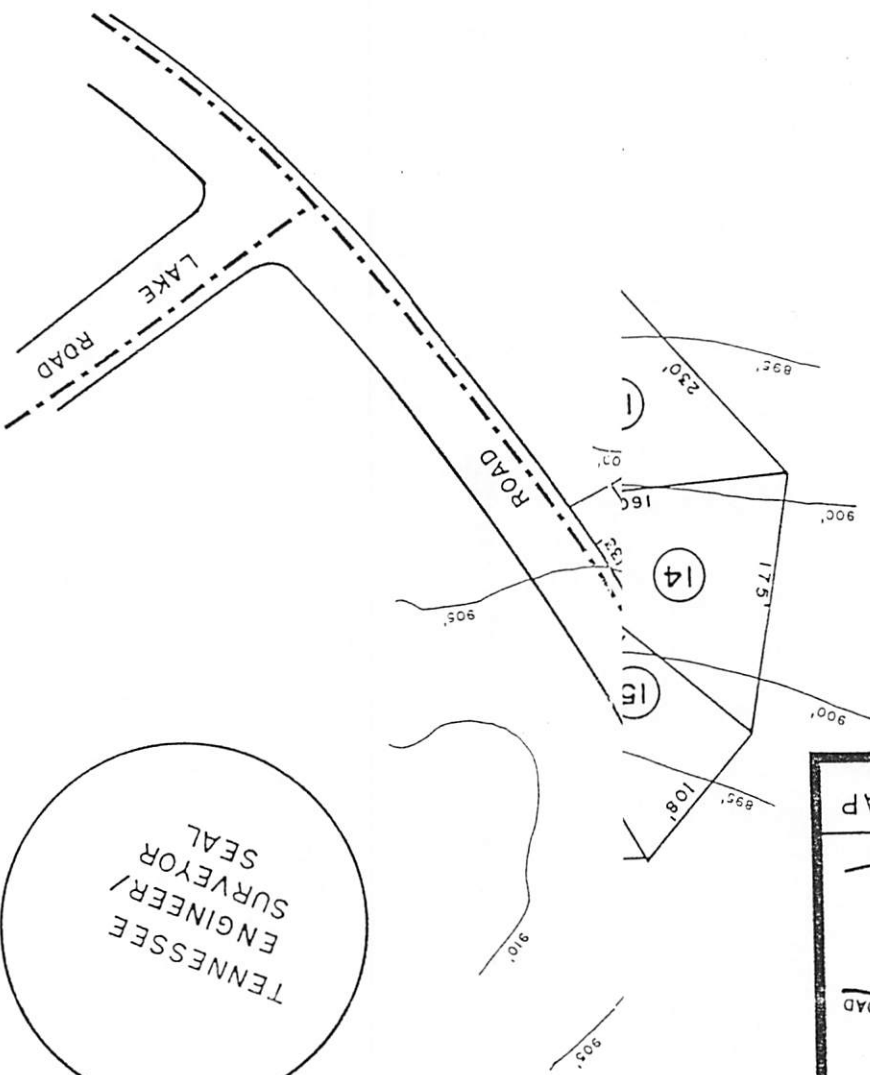 TENNESSEE
ENGINEER/
SURVEYOR
SEAL
905'
910'
895'
108'
900'
15
14
175'
905'
133'
900'
ROAD
230'
895'
ROAD
LAKE